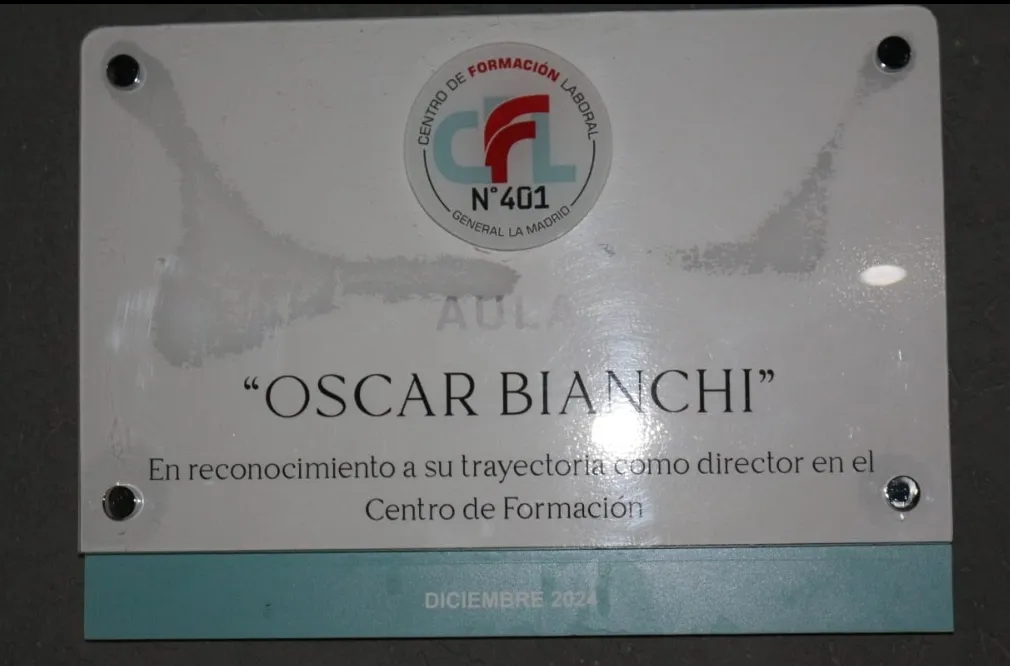 CENTRO DE FORMACIÓN LABORAL
CFL
N°401
GENERAL LA MADRID
AULA
“OSCAR BIANCHI”
En reconocimiento a su trayectoria como director en el
Centro de Formación
DICIEMBRE 2024